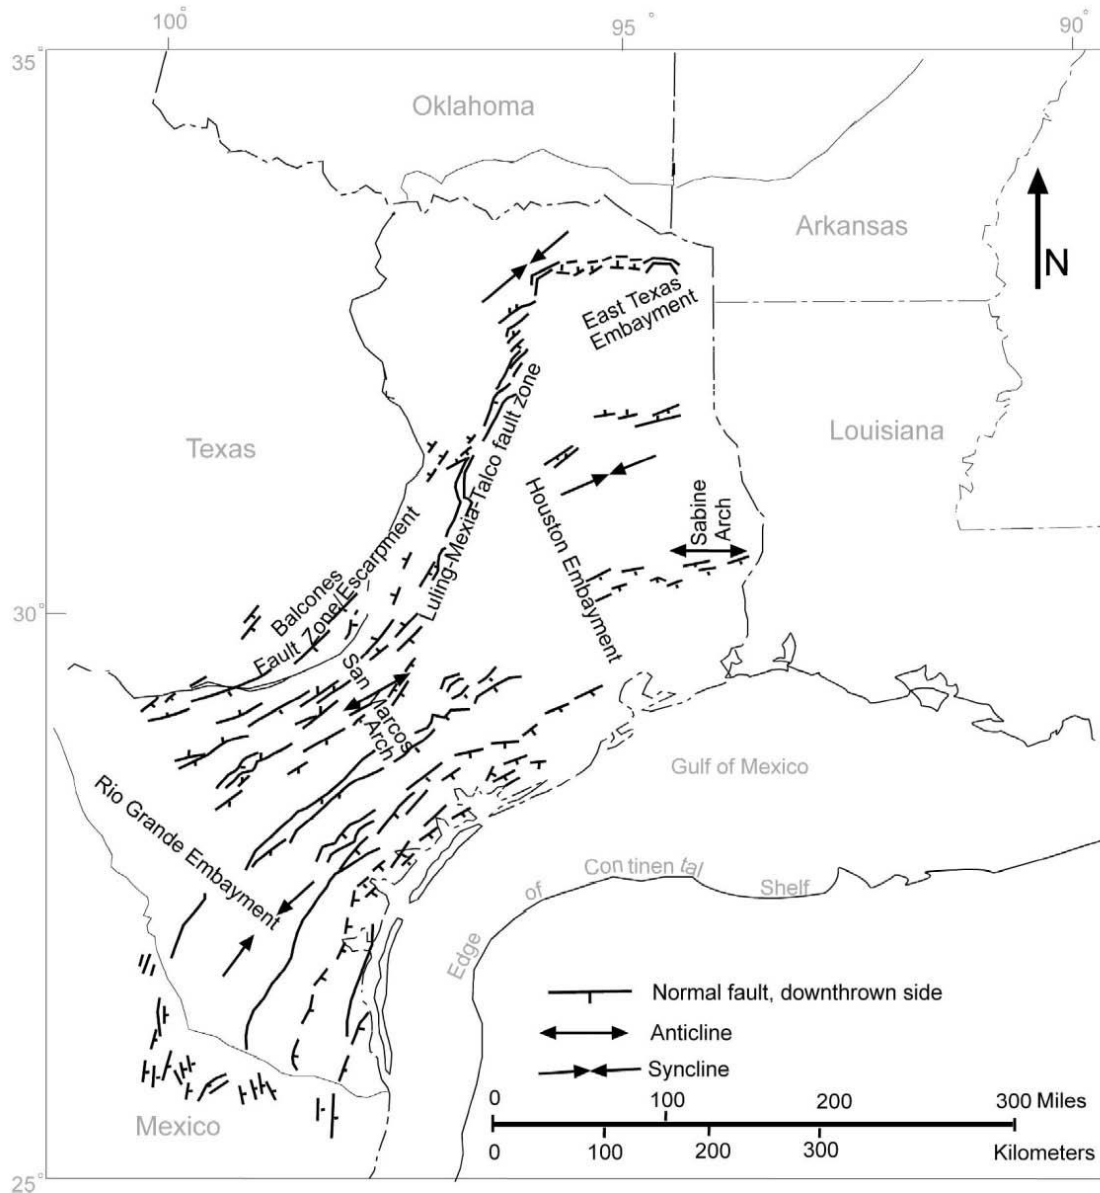 100°
95°
90°
35°
Oklahoma
Arkansas
N
East Texas
Embayment
Texas
Louisiana
Luling-Mexia-Talco fault zone
Houston Embayment
Sabine
Arch
Balcones
Fault Zone/Escarpment
30°
San Marcos
Arch
Gulf of Mexico
Rio Grande Embayment
Edge of Continental Shelf
Normal fault, downthrown side
Anticline
Syncline
0 100 200 300 Miles
0 100 200 300 Kilometers
Mexico
25°